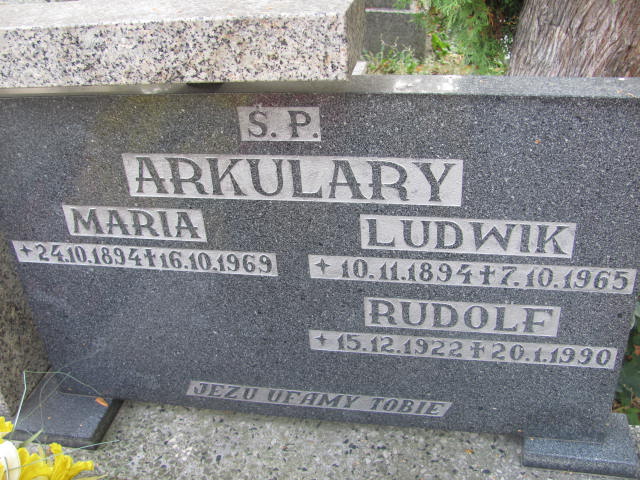 S. P.
ARKULARY
MARIA
+24.10.1894 ✝16.10.1969
LUDWIK
+10.11.1894 ✝7.10.1965
RUDOLF
+15.12.1922 ✝20.1.1990
JEZU UFAMY TOBIE